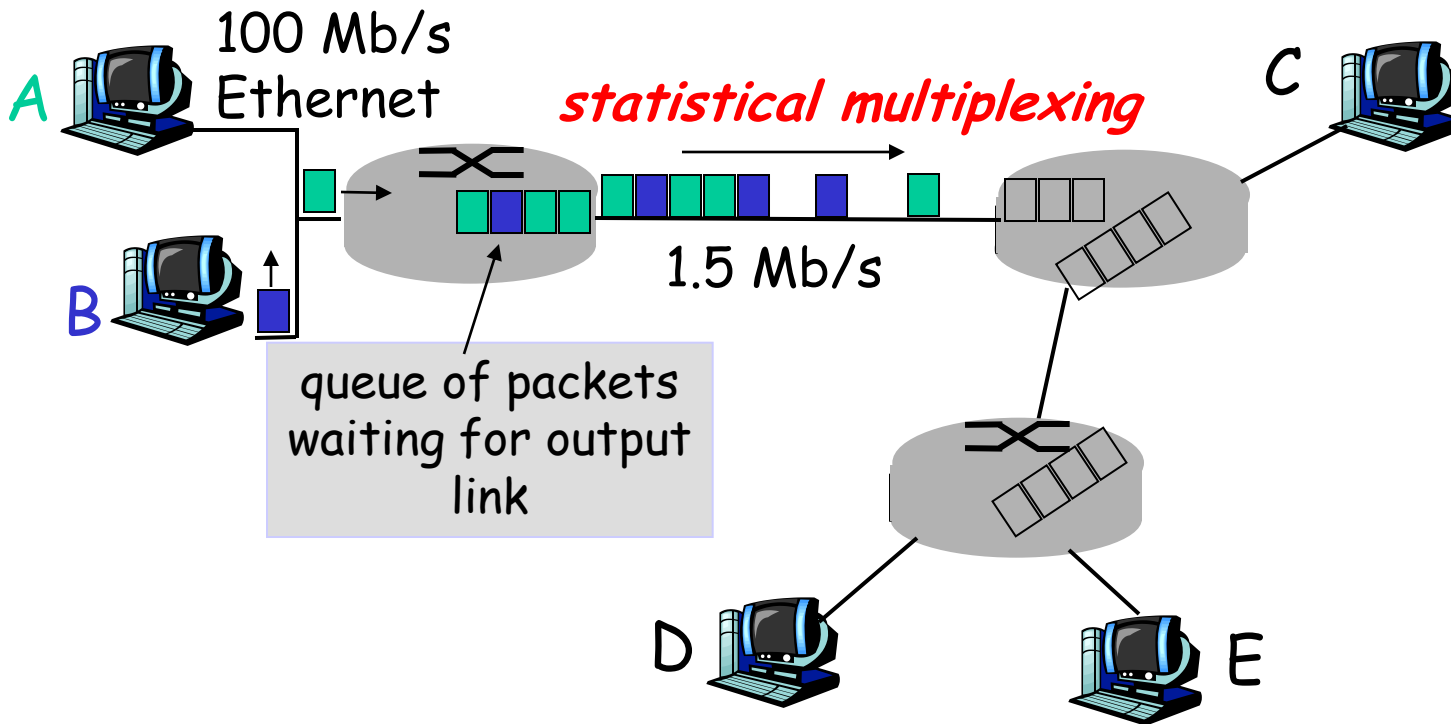 100 Mb/s
Ethernet
A
statistical multiplexing
C
B
1.5 Mb/s
queue of packets
waiting for output
link
D
E